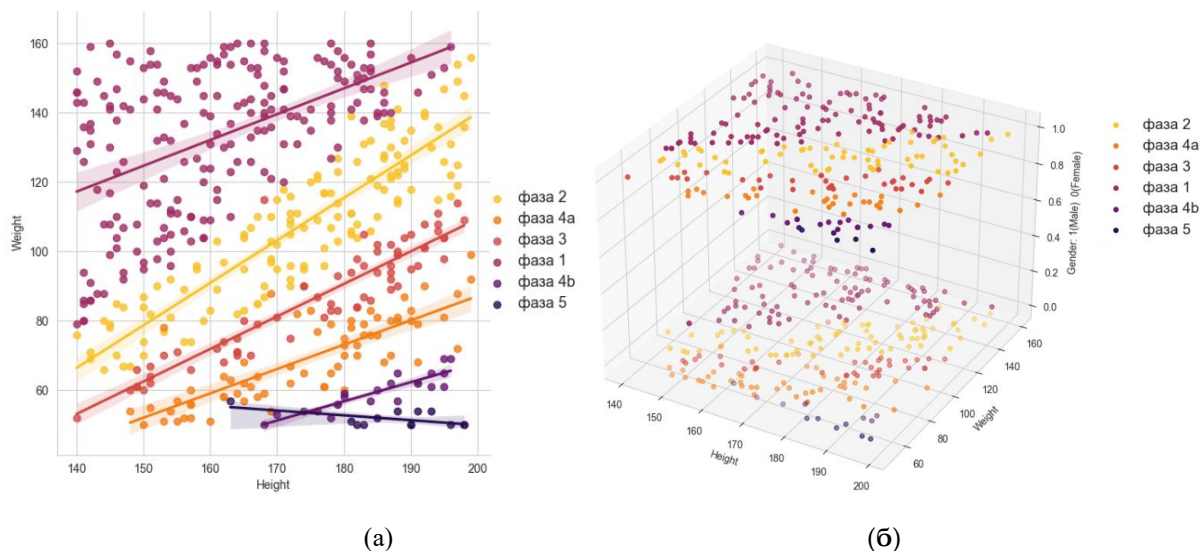 160
140
120
100
80
60
Weight
140
150
160
170
180
190
200
Height
фаза 2
фаза 4a
фаза 3
фаза 1
фаза 4b
фаза 5
(а)
1.0
0.8
0.6
0.4
0.2
0.0
Gender: 1(Male) 0(Female)
160
140
120
100
80
60
Weight
140
150
160
170
180
190
200
Height
фаза 2
фаза 4a
фаза 3
фаза 1
фаза 4b
фаза 5
(б)